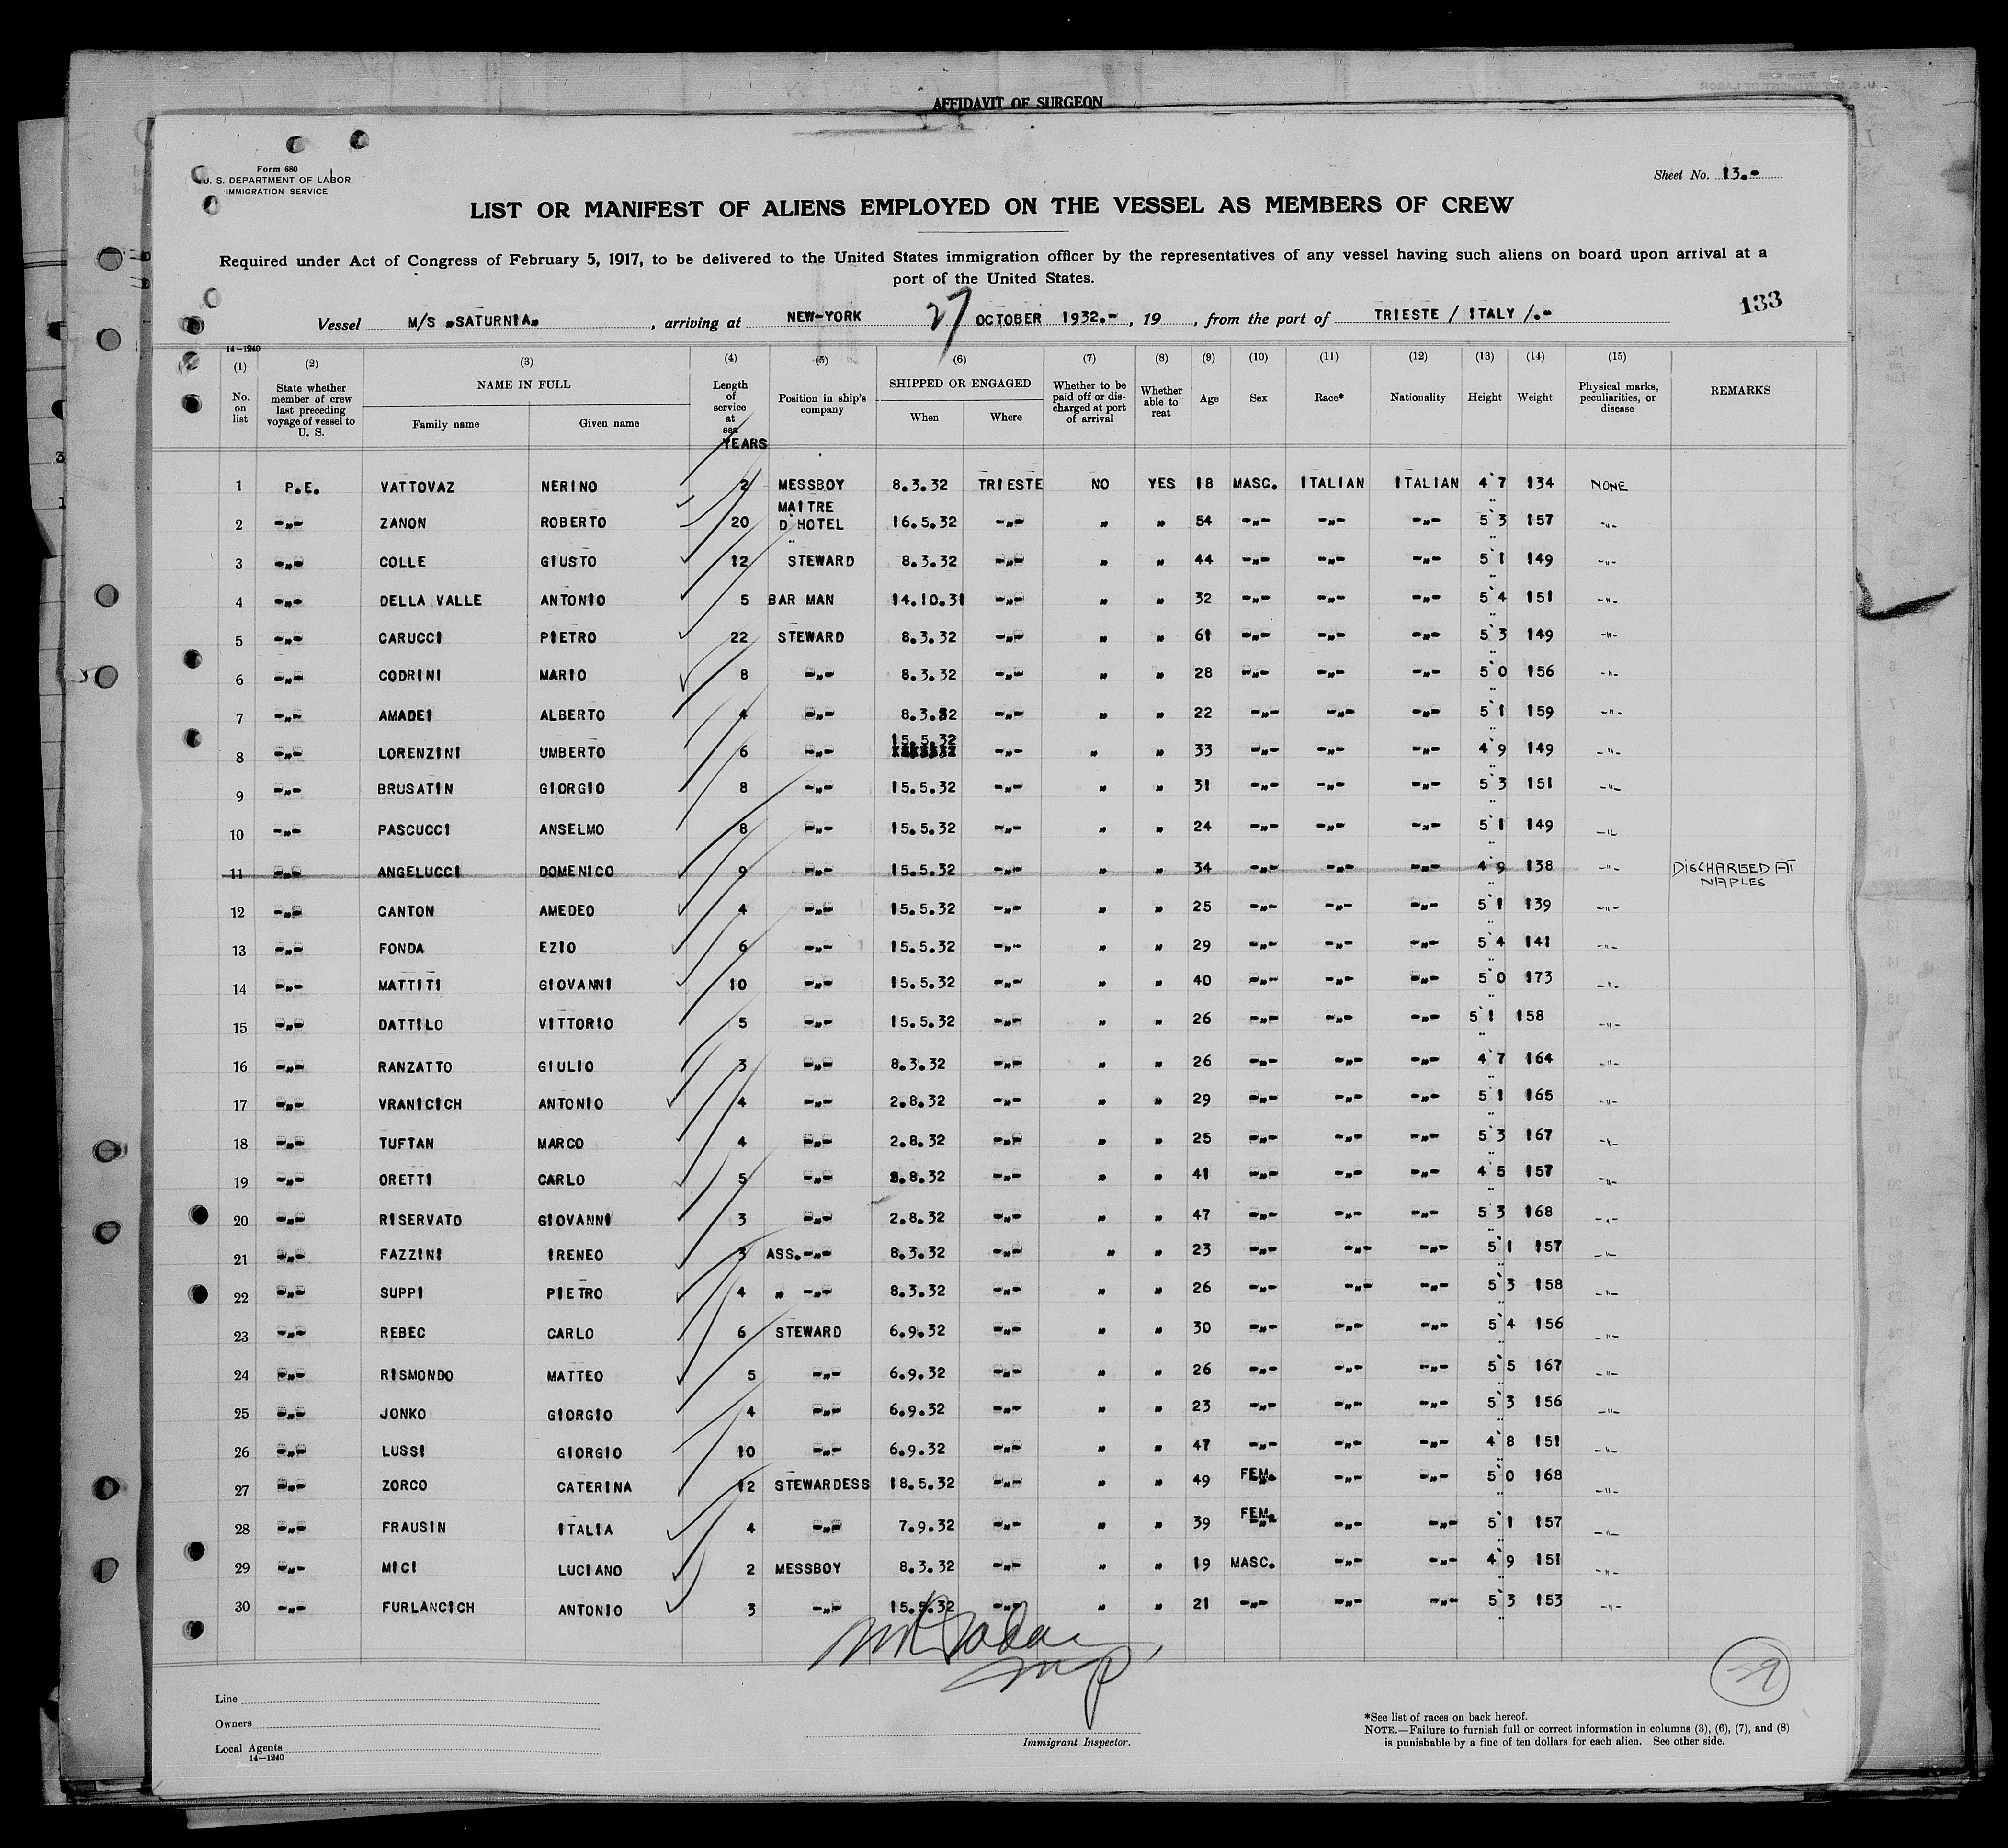 AFFIDAVIT OF SURGEON
Form 680
U. S. DEPARTMENT OF LABOR
IMMIGRATION SERVICE
Sheet No. 13.-
LIST OR MANIFEST OF ALIENS EMPLOYED ON THE VESSEL AS MEMBERS OF CREW
Required under Act of Congress of February 5, 1917, to be delivered to the United States immigration officer by the representatives of any vessel having such aliens on board upon arrival at a
port of the United States.
133
Vessel M/S "SATURNIA" , arriving at NEW-YORK 27 OCTOBER 1932.- , 19 , from the port of TRIESTE / ITALY /.-
14-1240
(1) (2) (3) (4) (5) (6) (7) (8) (9) (10) (11) (12) (13) (14) (15)
No. on list | State whether member of crew last preceding voyage of vessel to U. S. | NAME IN FULL | Family name | Given name | Length of service at sea YEARS | Position in ship's company | SHIPPED OR ENGAGED | When | Where | Whether to be paid off or discharged at port of arrival | Whether able to read | Age | Sex | Race* | Nationality | Height | Weight | Physical marks, peculiarities, or disease | REMARKS
1 P.E. VATTOVAZ NERINO 2 MESSBOY 8.3.32 TRIESTE NO YES 18 MASC. ITALIAN ITALIAN 4 7 134 NONE
2 -"- ZANON ROBERTO 20 MAITRE D'HOTEL 16.5.32 -"- " " 54 -"- -"- -"- 5 3 157 -"-
3 -"- COLLE GIUSTO 12 STEWARD 8.3.32 -"- " " 44 -"- -"- -"- 5 1 149 -"-
4 -"- DELLA VALLE ANTONIO 5 BAR MAN 14.10.31 -"- " " 32 -"- -"- -"- 5 4 151 -"-
5 -"- CARUCCI PIETRO 22 STEWARD 8.3.32 -"- " " 61 -"- -"- -"- 5 3 149 -"-
6 -"- CODRINI MARIO 8 -"- 8.3.32 -"- " " 28 -"- -"- -"- 5 0 156 -"-
7 -"- AMADEI ALBERTO 4 -"- 8.3.32 -"- " " 22 -"- -"- -"- 5 1 159 -"-
8 -"- LORENZINI UMBERTO 6 -"- 15.5.32 -"- " " 33 -"- -"- -"- 4 9 149 -"-
9 -"- BRUSATIN GIORGIO 8 -"- 15.5.32 -"- " " 31 -"- -"- -"- 5 3 151 -"-
10 -"- PASCUCCI ANSELMO 8 -"- 15.5.32 -"- " " 24 -"- -"- -"- 5 1 149 -"-
11 -"- ANGELUCCI DOMENICO 9 -"- 15.5.32 -"- " " 34 -"- -"- -"- 4 9 138 -"- DISCHARGED AT NAPLES
12 -"- CANTON AMEDEO 4 -"- 15.5.32 -"- " " 25 -"- -"- -"- 5 1 139 -"-
13 -"- FONDA EZIO 6 -"- 15.5.32 -"- " " 29 -"- -"- -"- 5 4 141 -"-
14 -"- MATTITI GIOVANNI 10 -"- 15.5.32 -"- " " 40 -"- -"- -"- 5 0 173 -"-
15 -"- DATTILO VITTORIO 5 -"- 15.5.32 -"- " " 26 -"- -"- -"- 5 1 158 -"-
16 -"- RANZATTO GIULIO 3 -"- 8.3.32 -"- " " 26 -"- -"- -"- 4 7 164 -"-
17 -"- VRANICICH ANTONIO 4 -"- 2.8.32 -"- " " 29 -"- -"- -"- 5 1 165 -"-
18 -"- TUFTAN MARCO 4 -"- 2.8.32 -"- " " 25 -"- -"- -"- 5 3 167 -"-
19 -"- ORETTI CARLO 5 -"- 2.8.32 -"- " " 41 -"- -"- -"- 4 5 157 -"-
20 -"- RISERVATO GIOVANNI 3 -"- 2.8.32 -"- " " 47 -"- -"- -"- 5 3 168 -"-
21 -"- FAZZINI IRENEO 3 ASS.-"- 8.3.32 -"- " " 23 -"- -"- -"- 5 1 157 -"-
22 -"- SUPPI PIETRO 4 " -"- 8.3.32 -"- " " 26 -"- -"- -"- 5 3 158 -"-
23 -"- REBEC CARLO 6 STEWARD 6.9.32 -"- " " 30 -"- -"- -"- 5 4 156 -"-
24 -"- RISMONDO MATTEO 5 -"- 6.9.32 -"- " " 26 -"- -"- -"- 5 5 167 -"-
25 -"- JONKO GIORGIO 4 -"- 6.9.32 -"- " " 23 -"- -"- -"- 5 3 156 -"-
26 -"- LUSSI GIORGIO 10 -"- 6.9.32 -"- " " 47 -"- -"- -"- 4 8 151 -"-
27 -"- ZORCO CATERINA 12 STEWARDESS 18.5.32 -"- " " 49 FEM. -"- -"- 5 0 168 -"-
28 -"- FRAUSIN ITALIA 4 -"- 7.9.32 -"- " " 39 FEM. -"- -"- 5 1 157 -"-
29 -"- MICI LUCIANO 2 MESSBOY 8.3.32 -"- " " 19 MASC. -"- -"- 4 9 151 -"-
30 -"- FURLANCICH ANTONIO 3 -"- 15.5.32 -"- " " 21 -"- -"- -"- 5 3 153 -"-
59
Line
Owners
Local Agents
14-1240
Immigrant Inspector.
*See list of races on back hereof.
NOTE.—Failure to furnish full or correct information in columns (3), (6), (7), and (8)
is punishable by a fine of ten dollars for each alien. See other side.